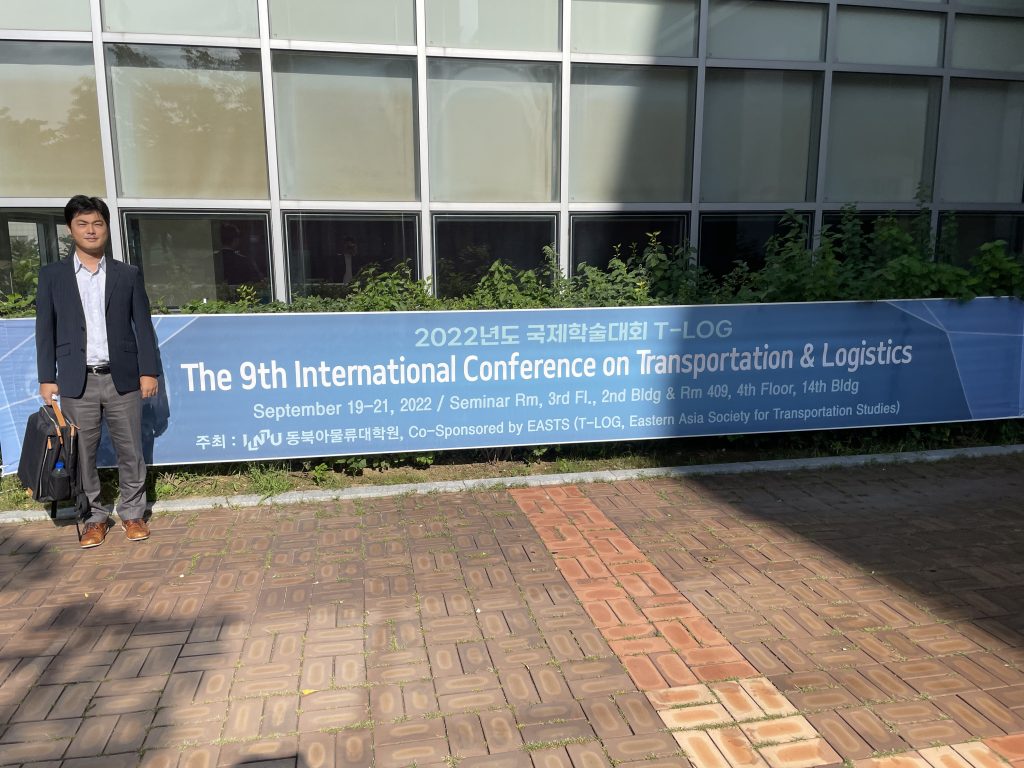 2022년도 국제학술대회 T-LOG
The 9th International Conference on Transportation & Logistics
September 19-21, 2022 / Seminar Rm, 3rd Fl., 2nd Bldg & Rm 409, 4th Floor, 14th Bldg
주최 : INU 동북아물류대학원, Co-Sponsored by EASTS (T-LOG, Eastern Asia Society for Transportation Studies)